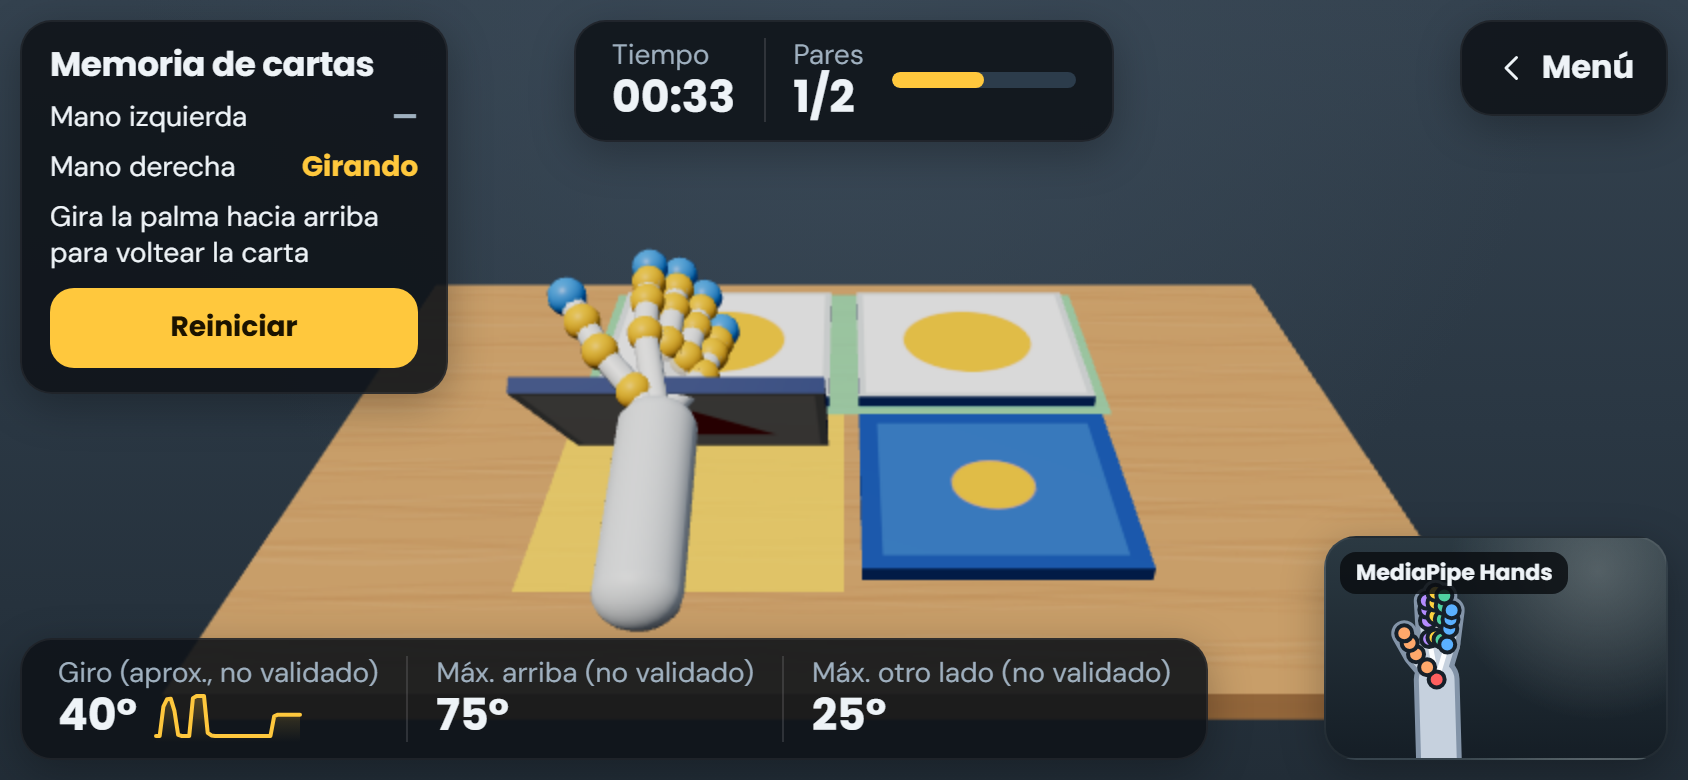 Memoria de cartas
Mano izquierda –
Mano derecha Girando
Gira la palma hacia arriba
para voltear la carta
Reiniciar
Tiempo
00:33
Pares
1/2
Menú
MediaPipe Hands
Giro (aprox., no validado)
40°
Máx. arriba (no validado)
75°
Máx. otro lado (no validado)
25°